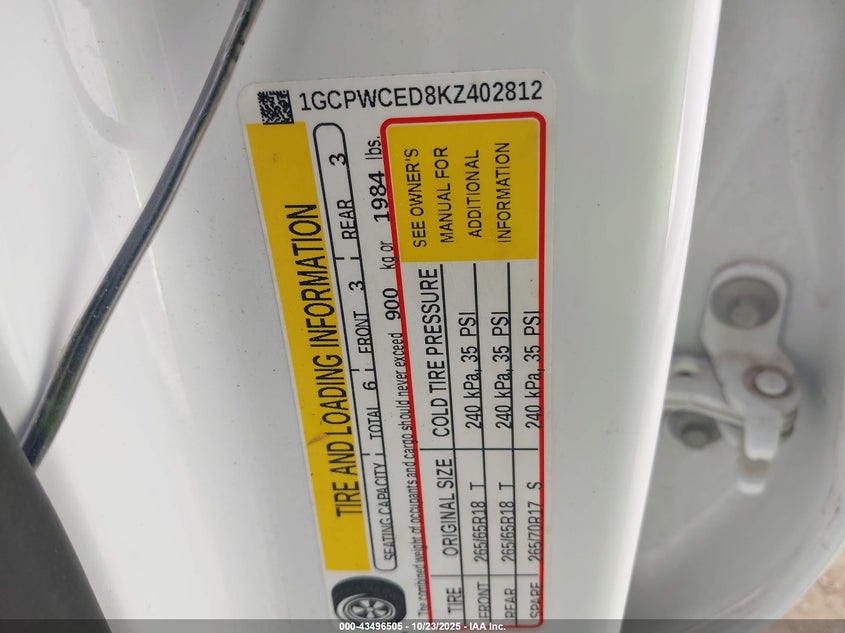 1GCPWCED8KZ402812
TIRE AND LOADING INFORMATION
SEATING CAPACITY TOTAL 6 FRONT 3 REAR 3
The combined weight of occupants and cargo should never exceed 900 kg or 1984 lbs.
TIRE ORIGINAL SIZE COLD TIRE PRESSURE
FRONT 265/65R18 T 240 kPa, 35 PSI
REAR 265/65R18 T 240 kPa, 35 PSI
SPARE 265/70R17 S 240 kPa, 35 PSI
SEE OWNER'S
MANUAL FOR
ADDITIONAL
INFORMATION
000-43496505 - 10/23/2025 - IAA Inc.